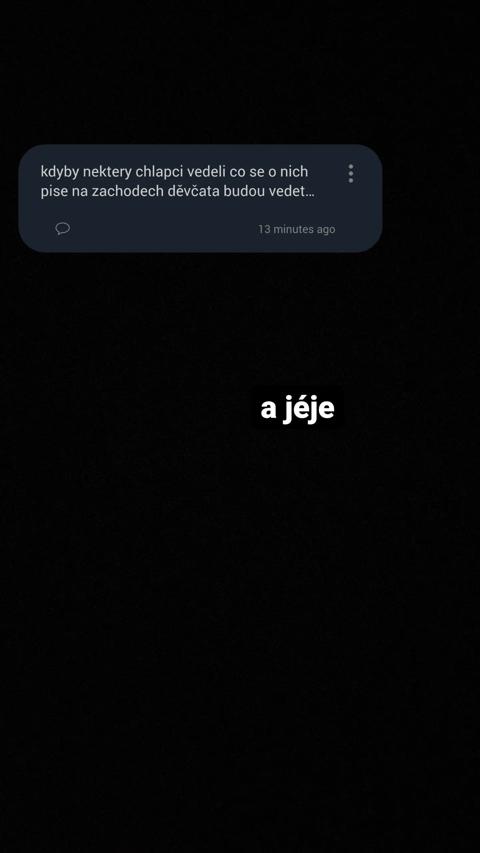 kdyby nektery chlapci vedeli co se o nich
pise na zachodech děvčata budou vedet…
13 minutes ago
a jéje